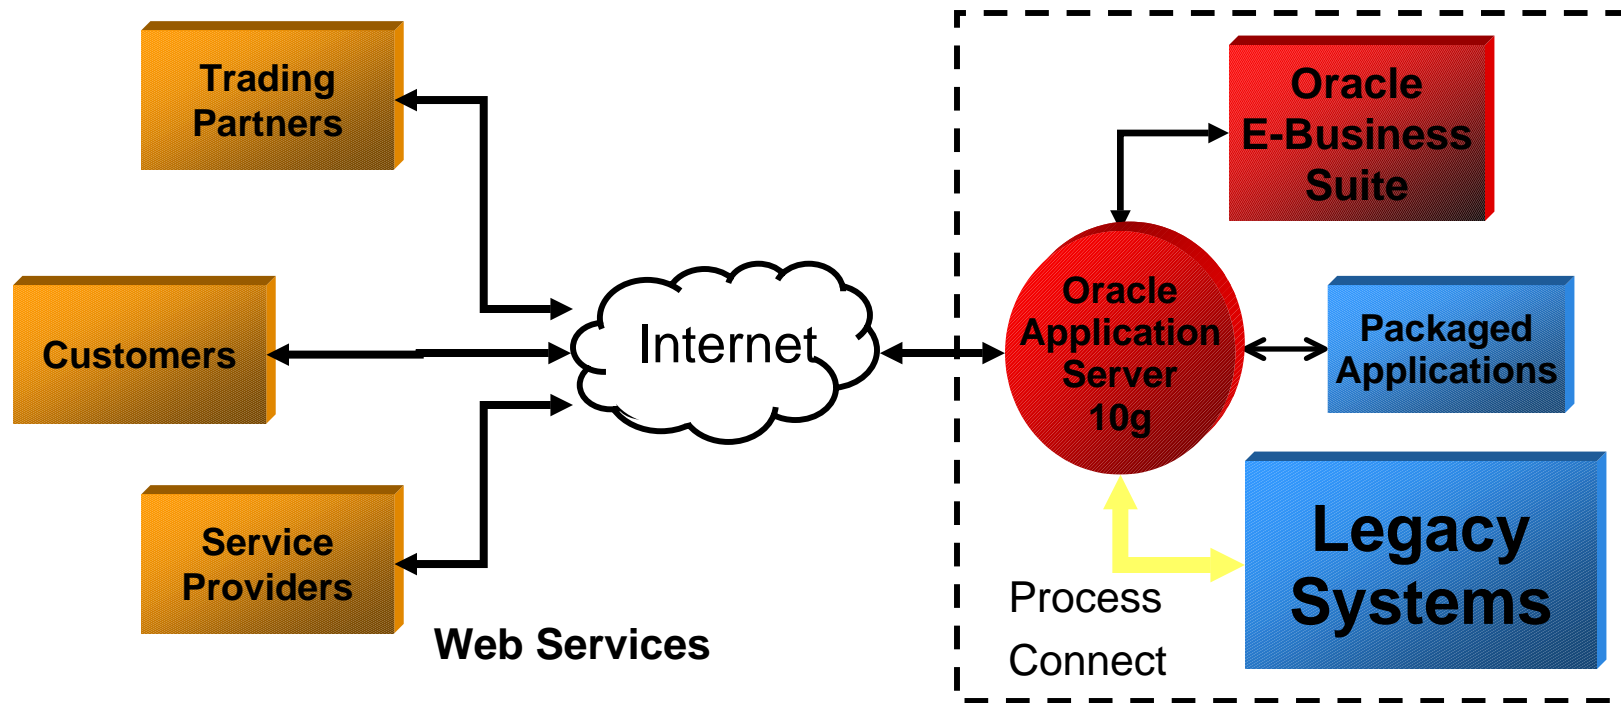 Trading
Partners
Customers
Service
Providers
Web Services
Internet
Oracle
Application
Server
10g
Oracle
E-Business
Suite
Packaged
Applications
Legacy
Systems
Process
Connect